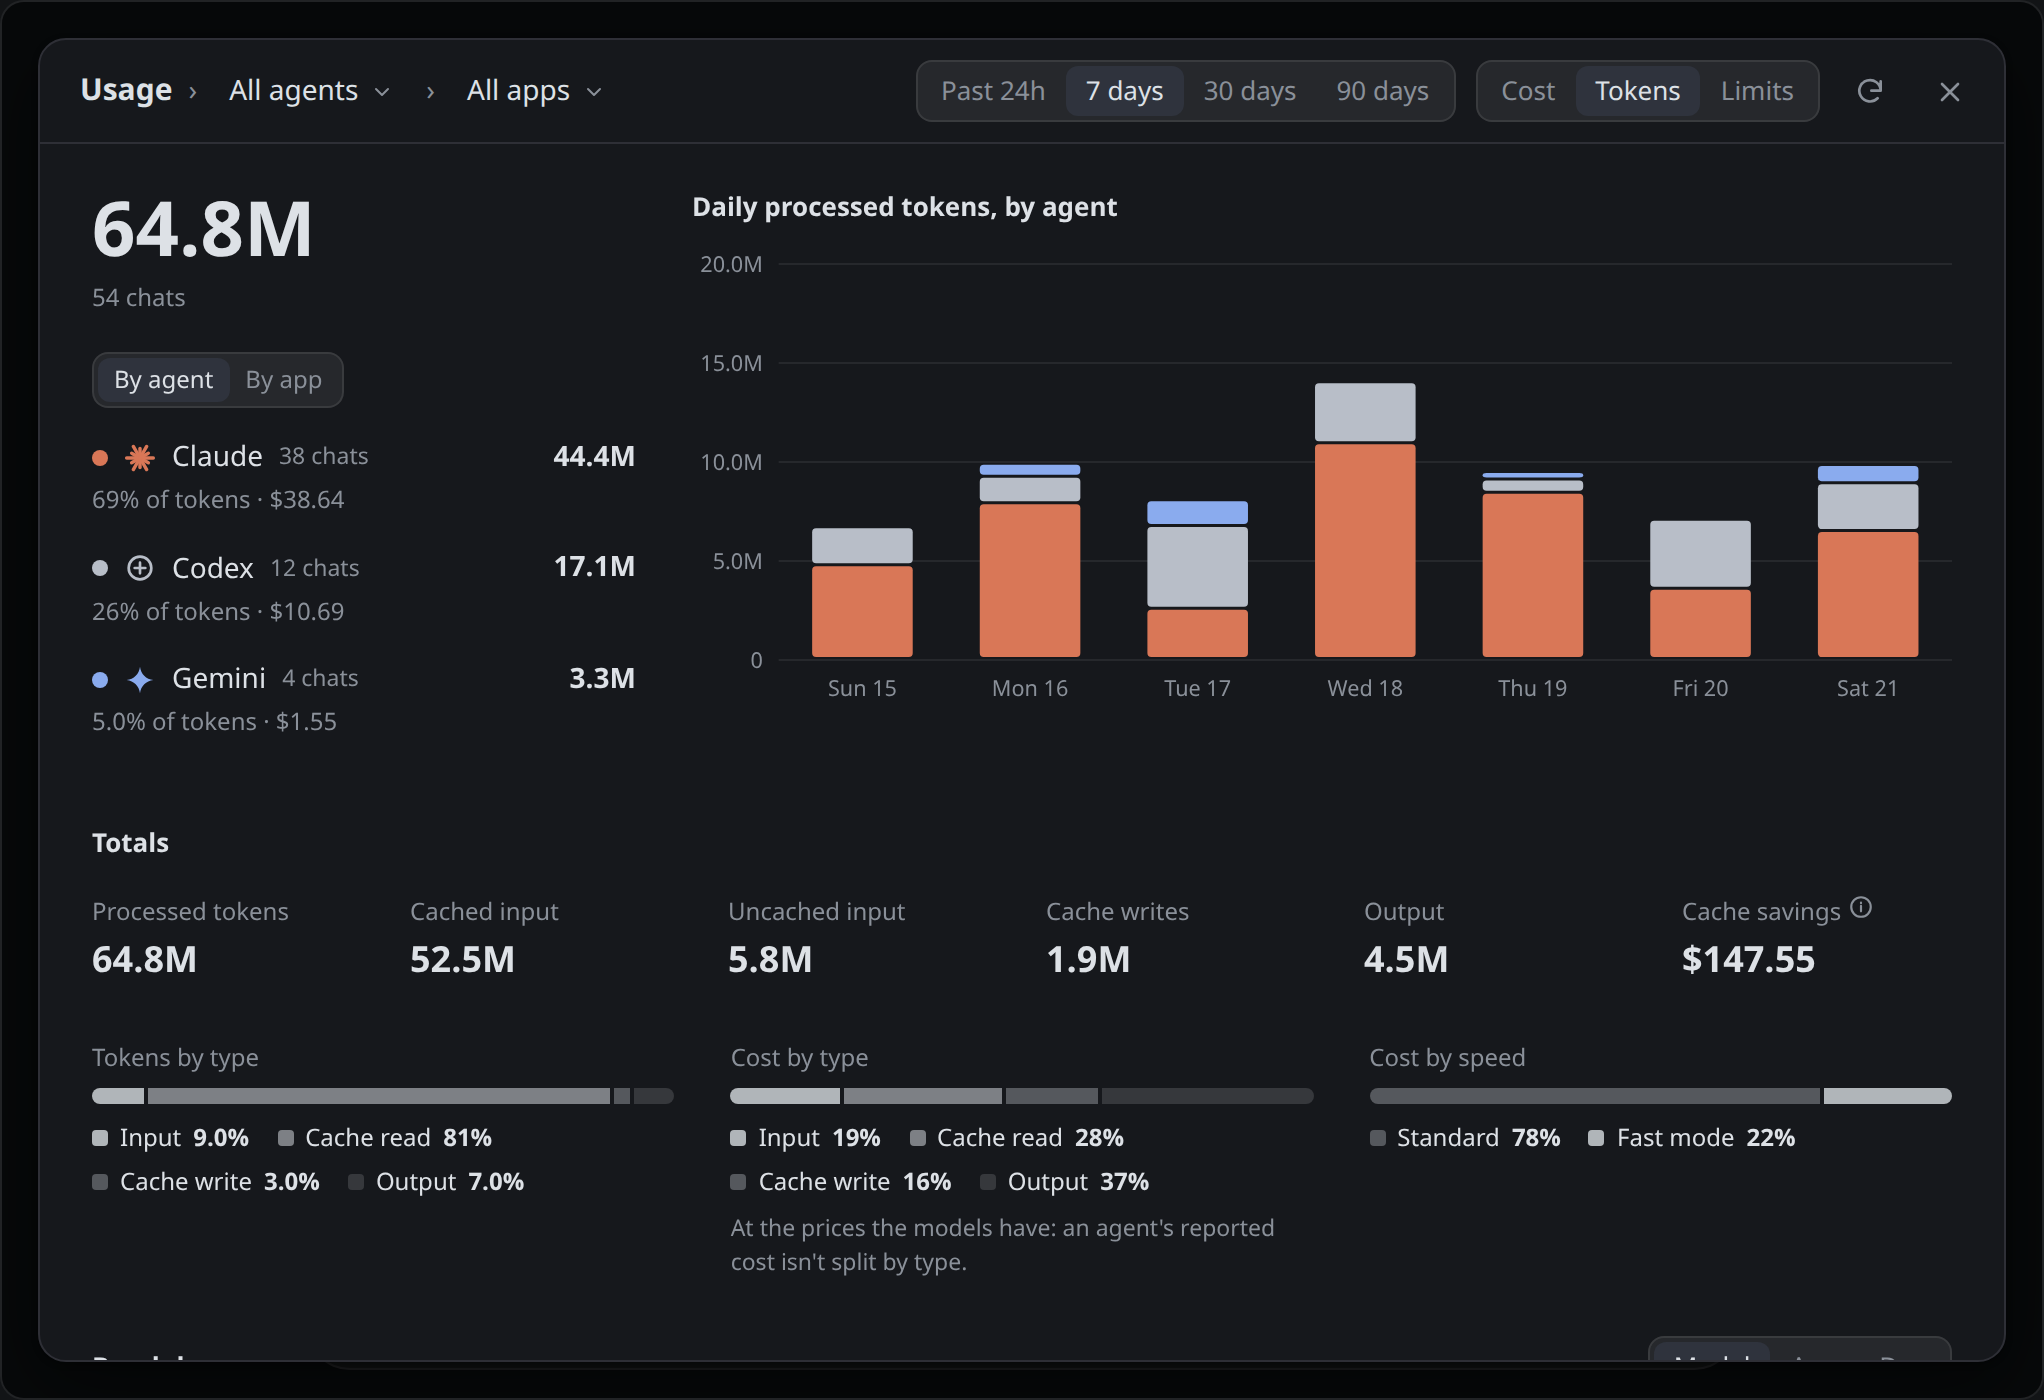 Usage › All agents › All apps
Past 24h 7 days 30 days 90 days
Cost Tokens Limits
64.8M
54 chats
By agent By app
Claude 38 chats 44.4M
69% of tokens · $38.64
Codex 12 chats 17.1M
26% of tokens · $10.69
Gemini 4 chats 3.3M
5.0% of tokens · $1.55
Daily processed tokens, by agent
20.0M
15.0M
10.0M
5.0M
0
Sun 15 Mon 16 Tue 17 Wed 18 Thu 19 Fri 20 Sat 21
Totals
Processed tokens Cached input Uncached input Cache writes Output Cache savings
64.8M 52.5M 5.8M 1.9M 4.5M $147.55
Tokens by type
Input 9.0% Cache read 81%
Cache write 3.0% Output 7.0%
Cost by type
Input 19% Cache read 28%
Cache write 16% Output 37%
At the prices the models have: an agent's reported
cost isn't split by type.
Cost by speed
Standard 78% Fast mode 22%